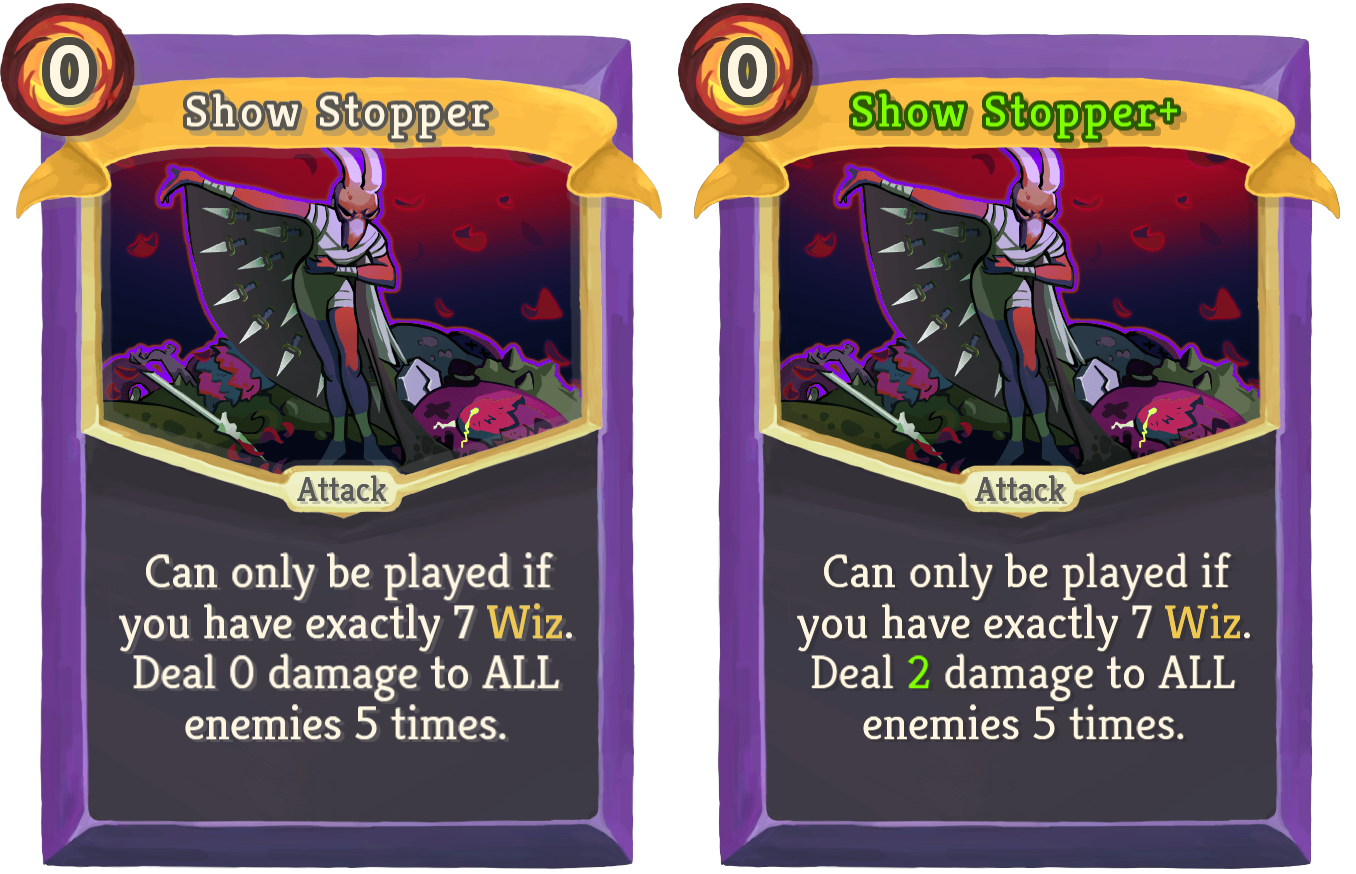 0
Show Stopper
Attack
Can only be played if
you have exactly 7 Wiz.
Deal 0 damage to ALL
enemies 5 times.
0
Show Stopper+
Attack
Can only be played if
you have exactly 7 Wiz.
Deal 2 damage to ALL
enemies 5 times.